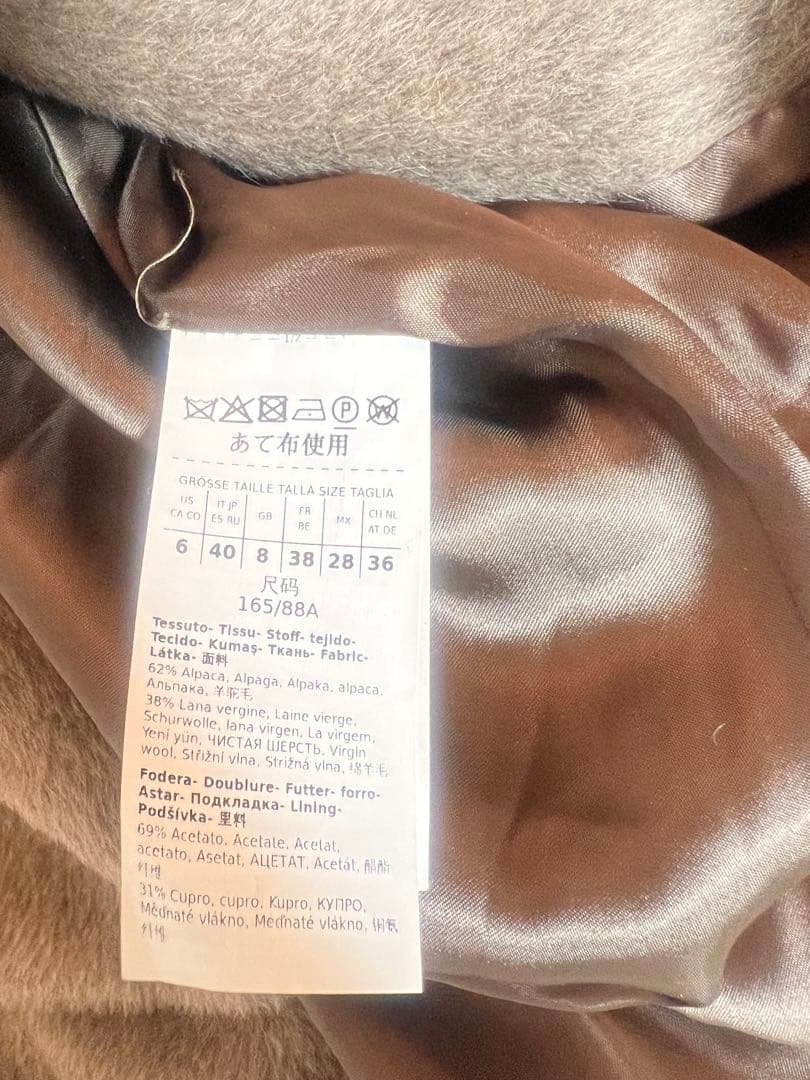 1/2
P W
あて布使用
GRÖSSE TAILLE TALLA SIZE TAGLIA
US CA CO IT JP ES RU GB FR BE MX CH NL AT DE
6 40 8 38 28 36
尺码
165/88A
Tessuto- Tissu- Stoff- tejido-
Tecido- Kumaş- Ткань- Fabric-
Látka- 面料
62% Alpaca, Alpaga, Alpaka, alpaca,
Альпака, 羊驼毛
38% Lana vergine, Laine vierge,
Schurwolle, lana virgen, La virgem,
Yeni yün, ЧИСТАЯ ШЕРСТЬ, Virgin
wool, Střižní vlna, Strižná vlna, 绵羊毛
Fodera- Doublure- Futter- forro-
Astar- Подкладка- Lining-
Podšívka- 里料
69% Acetato, Acetate, Acetat,
acetato, Asetat, АЦЕТАТ, Acetát, 醋酯
纤维
31% Cupro, cupro, Kupro, КУПРО,
Měďnaté vlákno, Meďnaté vlákno, 铜氨
纤维